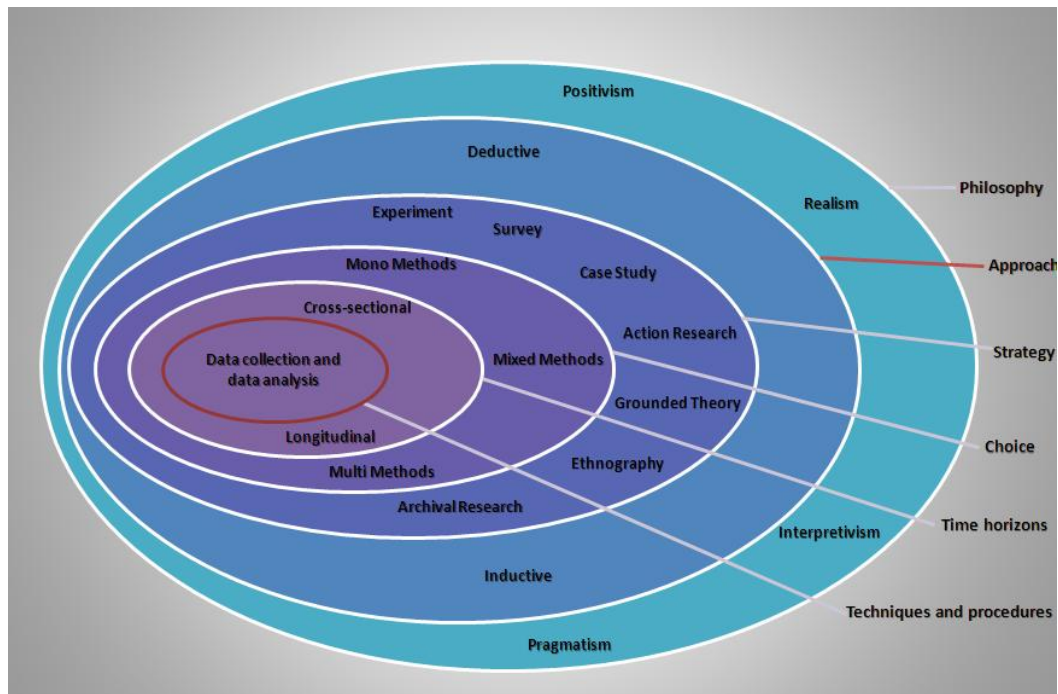 Positivism
Deductive
Philosophy
Realism
Experiment
Survey
Mono Methods
Case Study
Approach
Cross-sectional
Action Research
Strategy
Data collection and
data analysis
Mixed Methods
Grounded Theory
Longitudinal
Choice
Multi Methods
Ethnography
Archival Research
Time horizons
Interpretivism
Inductive
Techniques and procedures
Pragmatism